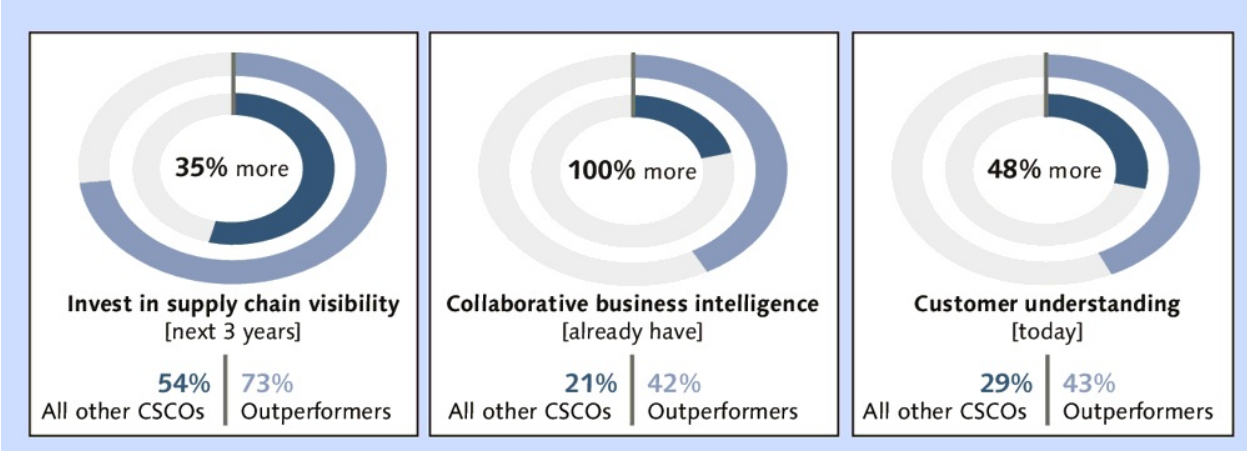 35% more
Invest in supply chain visibility
[next 3 years]
54% 73%
All other CSCOs Outperformers
100% more
Collaborative business intelligence
[already have]
21% 42%
All other CSCOs Outperformers
48% more
Customer understanding
[today]
29% 43%
All other CSCOs Outperformers